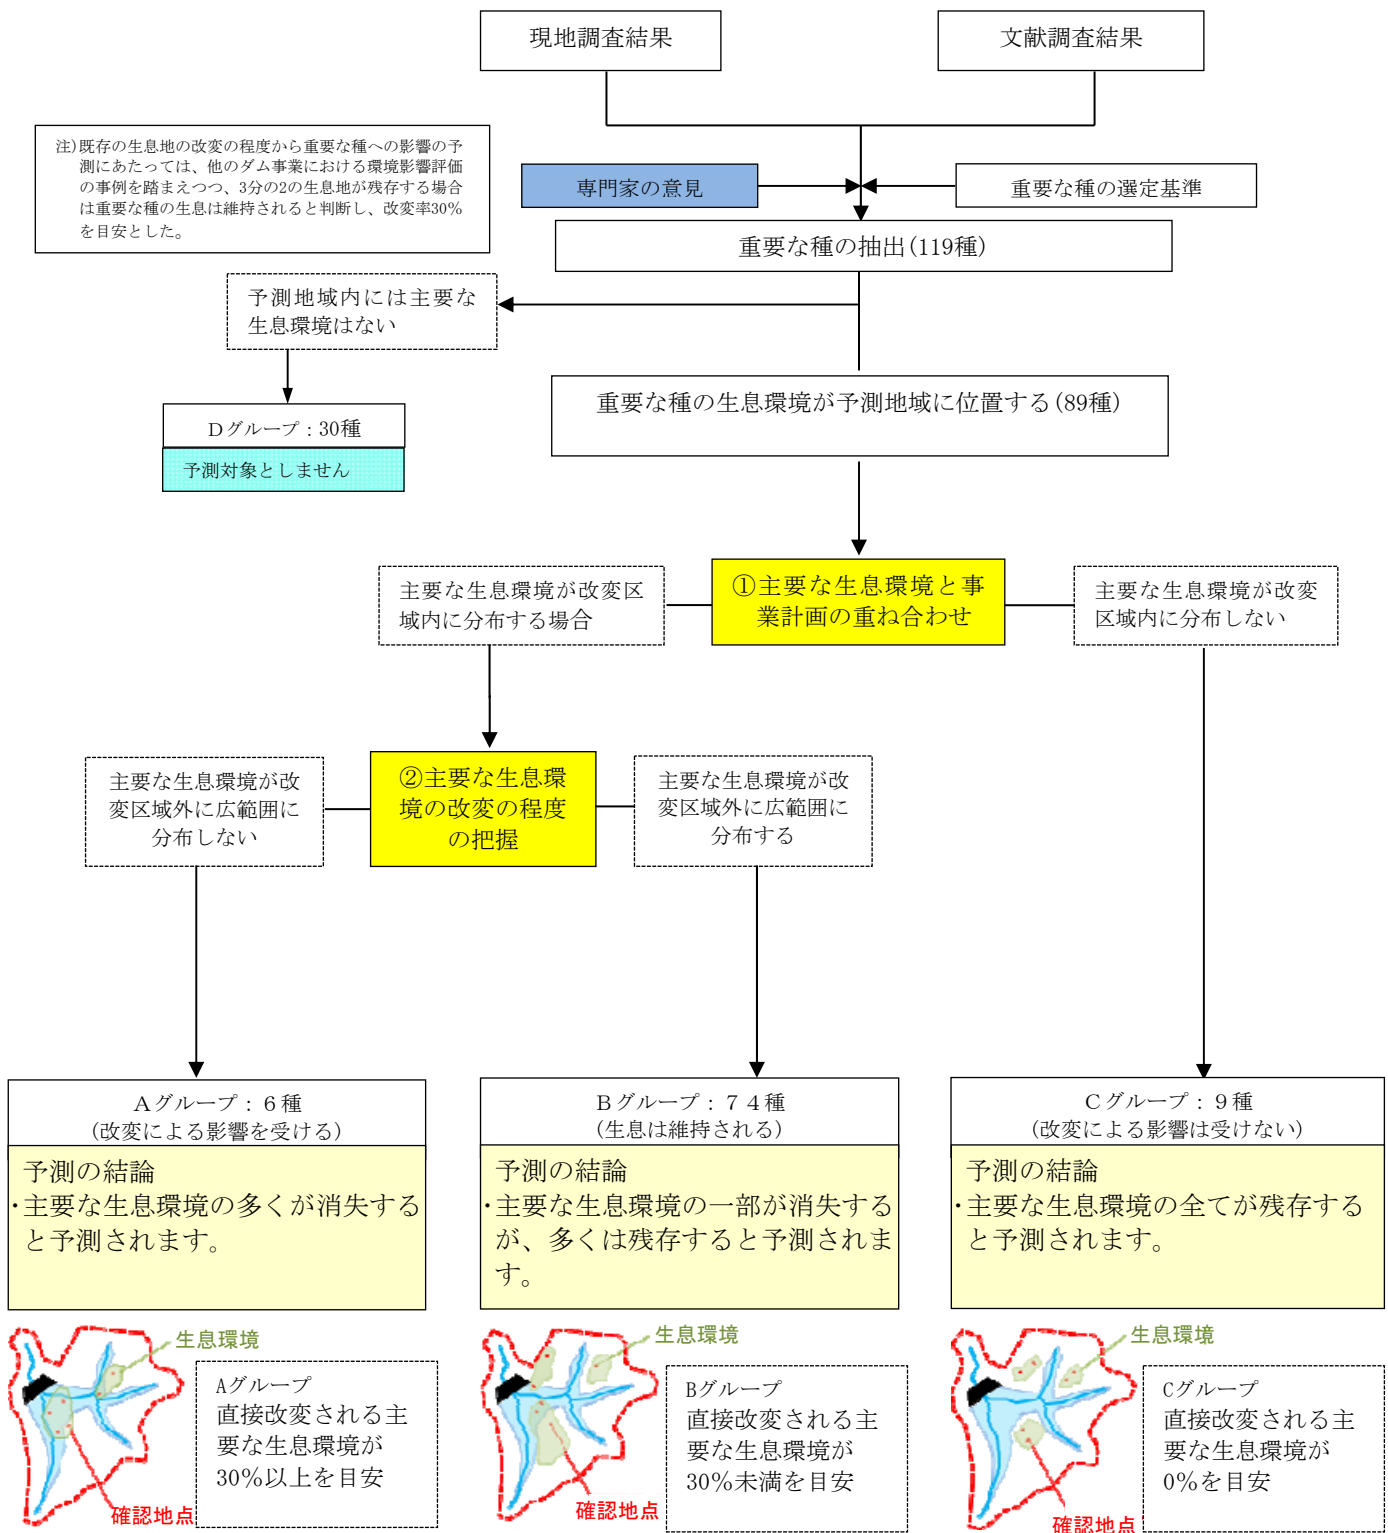 現地調査結果
文献調査結果
注)既存の生息地の改変の程度から重要な種への影響の予
測にあたっては、他のダム事業における環境影響評価
の事例を踏まえつつ、3分の2の生息地が残存する場合
は重要な種の生息は維持されると判断し、改変率30%
を目安とした。
専門家の意見
重要な種の選定基準
重要な種の抽出(119種)
予測地域内には主要な
生息環境はない
重要な種の生息環境が予測地域に位置する(89種)
Dグループ：30種
予測対象としません
主要な生息環境が改変区
域内に分布する場合
①主要な生息環境と事
業計画の重ね合わせ
主要な生息環境が改変
区域内に分布しない
主要な生息環境が改
変区域外に広範囲に
分布しない
②主要な生息環
境の改変の程度
の把握
主要な生息環境が改
変区域外に広範囲に
分布する
Aグループ：６種
(改変による影響を受ける)
予測の結論
・主要な生息環境の多くが消失する
と予測されます。
Bグループ：７４種
(生息は維持される)
予測の結論
・主要な生息環境の一部が消失する
が、多くは残存すると予測されま
す。
Cグループ：９種
(改変による影響は受けない)
予測の結論
・主要な生息環境の全てが残存する
と予測されます。
生息環境
確認地点
Aグループ
直接改変される主
要な生息環境が
30%以上を目安
生息環境
確認地点
Bグループ
直接改変される主
要な生息環境が
30%未満を目安
生息環境
確認地点
Cグループ
直接改変される主
要な生息環境が
0%を目安